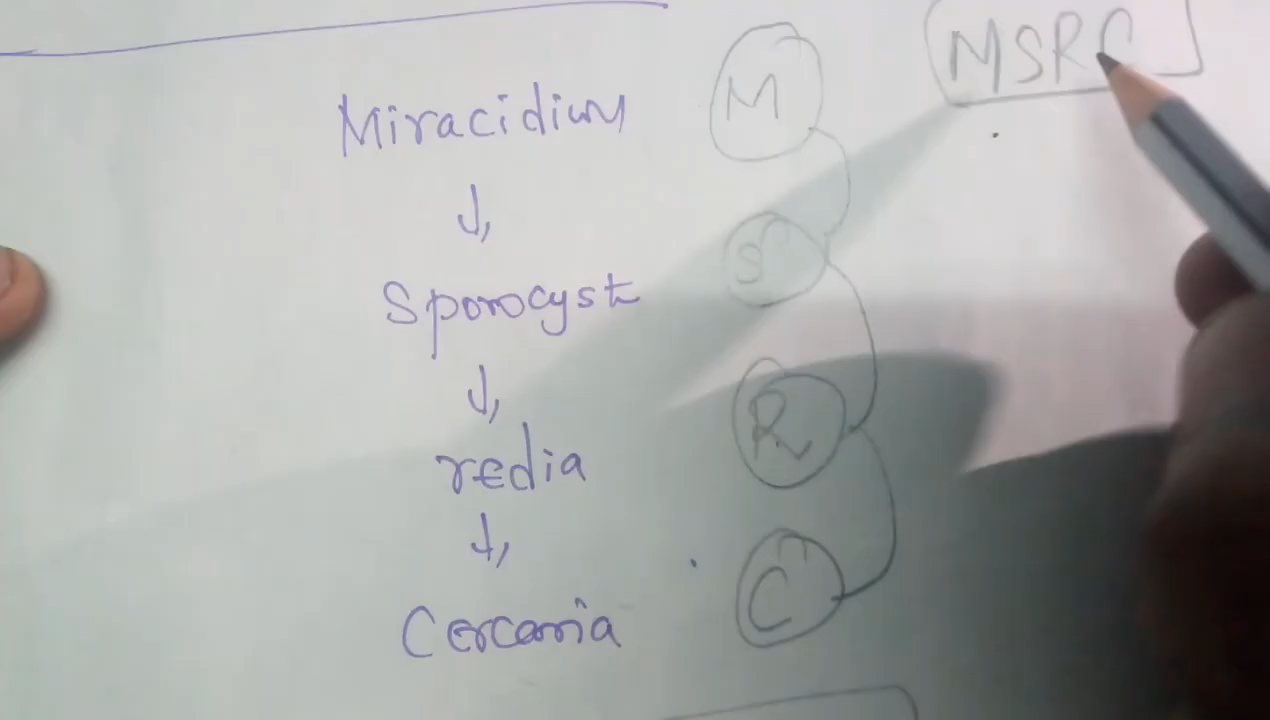 MSRC
Miracidium M
↓
Sporocyst S
↓
redia R
↓
Cercaria C